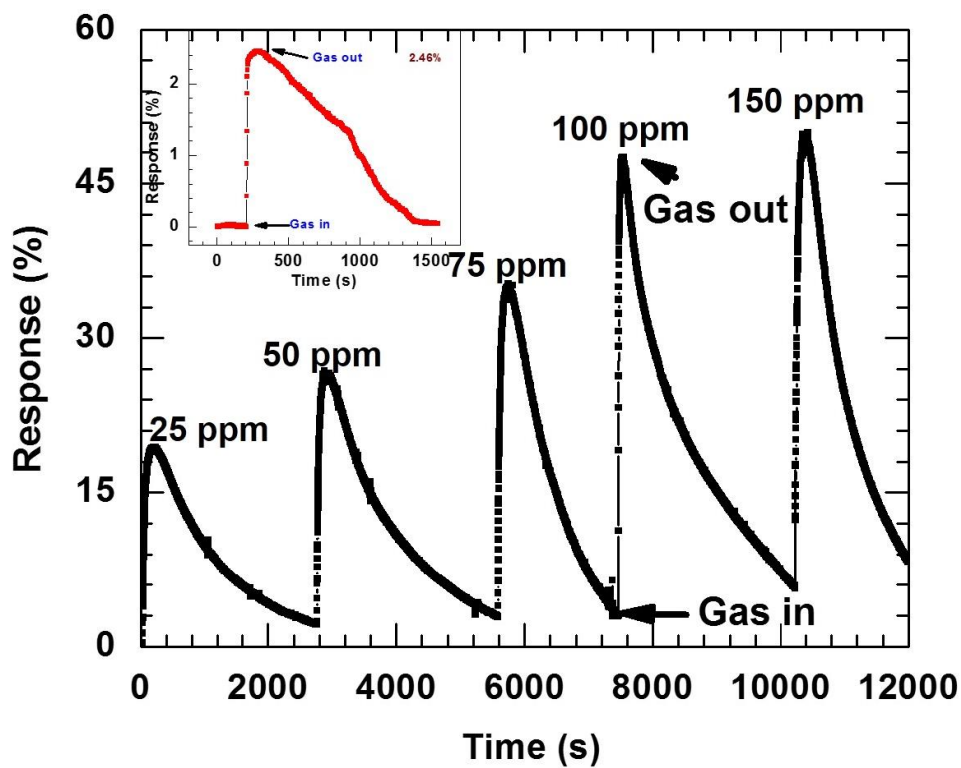 60
45
30
15
0
Response (%)
0 2000 4000 6000 8000 10000 12000
Time (s)
25 ppm
50 ppm
75 ppm
100 ppm
150 ppm
Gas out
Gas in
2
1
0
Response (%)
0 500 1000 1500
Time (s)
Gas out
2.46%
Gas in